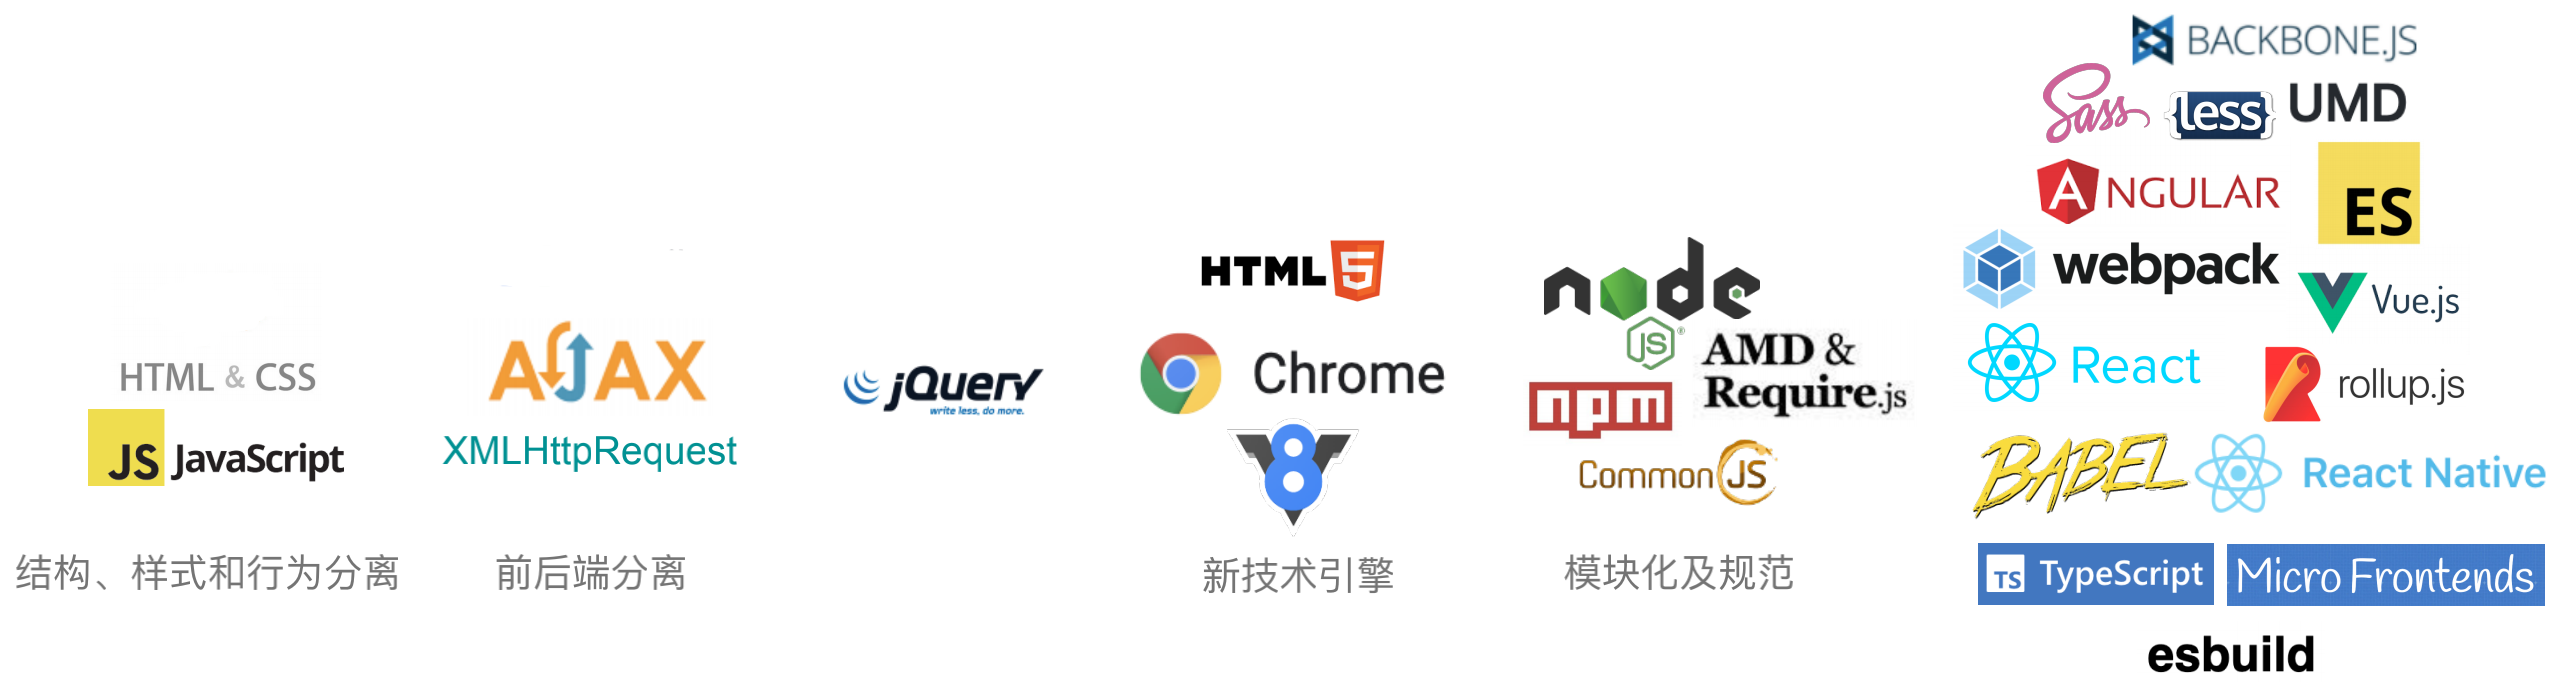 HTML & CSS
JS JavaScript
结构、样式和行为分离
AJAX
XMLHttpRequest
前后端分离
jQuery
write less, do more.
HTML 5
Chrome
8
新技术引擎
node
JS ®
npm
AMD &
Require.js
CommonJS
模块化及规范
BACKBONE.JS
Sass {less} UMD
ANGULAR
ES
webpack
Vue.js
React
rollup.js
BABEL
React Native
TS TypeScript
Micro Frontends
esbuild